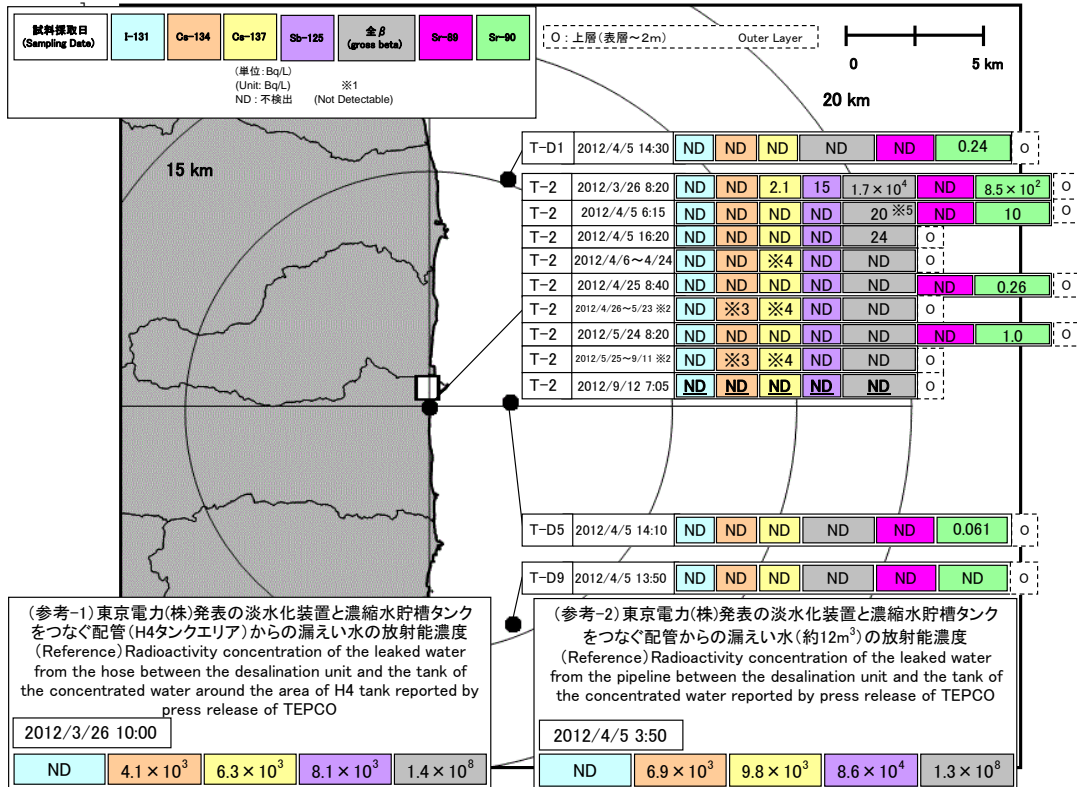 試料採取日
(Sampling Data)
I-131
Cs-134
Cs-137
Sb-125
全β
(gross beta)
Sr-89
Sr-90
(単位:Bq/L)
(Unit: Bq/L) ※1
ND:不検出 (Not Detectable)
O:上層(表層~2m) Outer Layer
0 5 km
20 km
15 km
T-D1 2012/4/5 14:30 ND ND ND ND ND 0.24 O
T-2 2012/3/26 8:20 ND ND 2.1 15 1.7×10⁴ ND 8.5×10² O
T-2 2012/4/5 6:15 ND ND ND ND 20 ※5 ND 10 O
T-2 2012/4/5 16:20 ND ND ND ND 24 O
T-2 2012/4/6~4/24 ND ND ※4 ND ND O
T-2 2012/4/25 8:40 ND ND ND ND ND ND 0.26 O
T-2 2012/4/26~5/23 ※2 ND ※3 ※4 ND ND O
T-2 2012/5/24 8:20 ND ND ND ND ND ND 1.0 O
T-2 2012/5/25~9/11 ※2 ND ※3 ※4 ND ND O
T-2 2012/9/12 7:05 ND ND ND ND ND O
T-D5 2012/4/5 14:10 ND ND ND ND ND 0.061 O
T-D9 2012/4/5 13:50 ND ND ND ND ND ND O
(参考-1)東京電力(株)発表の淡水化装置と濃縮水貯槽タンク
をつなぐ配管(H4タンクエリア)からの漏えい水の放射能濃度
(Reference)Radioactivity concentration of the leaked water
from the hose between the desalination unit and the tank of
the concentrated water around the area of H4 tank reported by
press release of TEPCO
2012/3/26 10:00
ND 4.1×10³ 6.3×10³ 8.1×10³ 1.4×10⁸
(参考-2)東京電力(株)発表の淡水化装置と濃縮水貯槽タンク
をつなぐ配管からの漏えい水(約12m³)の放射能濃度
(Reference)Radioactivity concentration of the leaked water
from the pipeline between the desalination unit and the tank of
the concentrated water reported by press release of TEPCO
2012/4/5 3:50
ND 6.9×10³ 9.8×10³ 8.6×10⁴ 1.3×10⁸